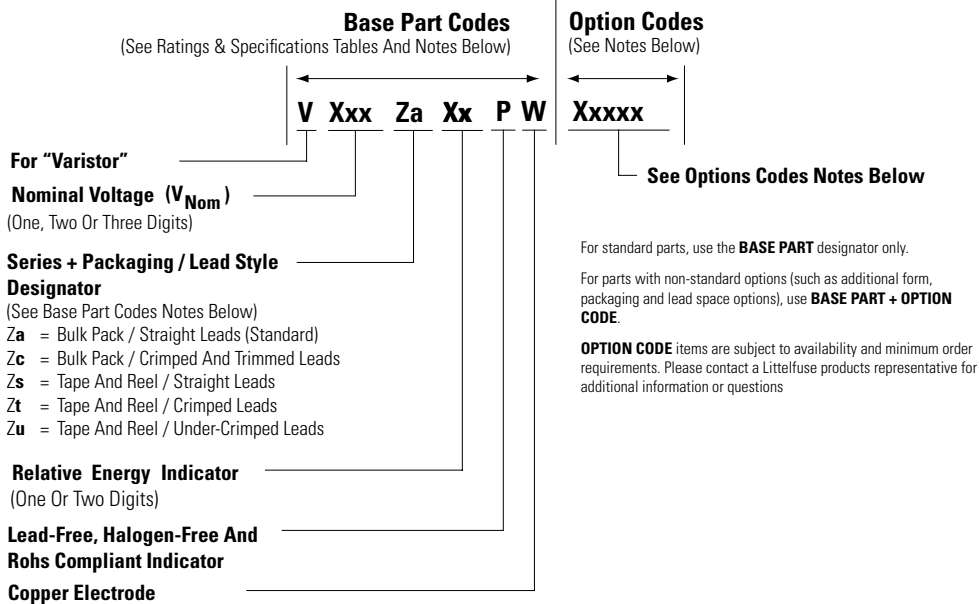 Base Part Codes
(See Ratings & Specifications Tables And Notes Below)
Option Codes
(See Notes Below)
V Xxx Za Xx P W Xxxxx
For “Varistor”
Nominal Voltage (VNom)
(One, Two Or Three Digits)
Series + Packaging / Lead Style
Designator
(See Base Part Codes Notes Below)
Za = Bulk Pack / Straight Leads (Standard)
Zc = Bulk Pack / Crimped And Trimmed Leads
Zs = Tape And Reel / Straight Leads
Zt = Tape And Reel / Crimped Leads
Zu = Tape And Reel / Under-Crimped Leads
Relative Energy Indicator
(One Or Two Digits)
Lead-Free, Halogen-Free And
Rohs Compliant Indicator
Copper Electrode
See Options Codes Notes Below
For standard parts, use the BASE PART designator only.
For parts with non-standard options (such as additional form,
packaging and lead space options), use BASE PART + OPTION
CODE.
OPTION CODE items are subject to availability and minimum order
requirements. Please contact a Littelfuse products representative for
additional information or questions